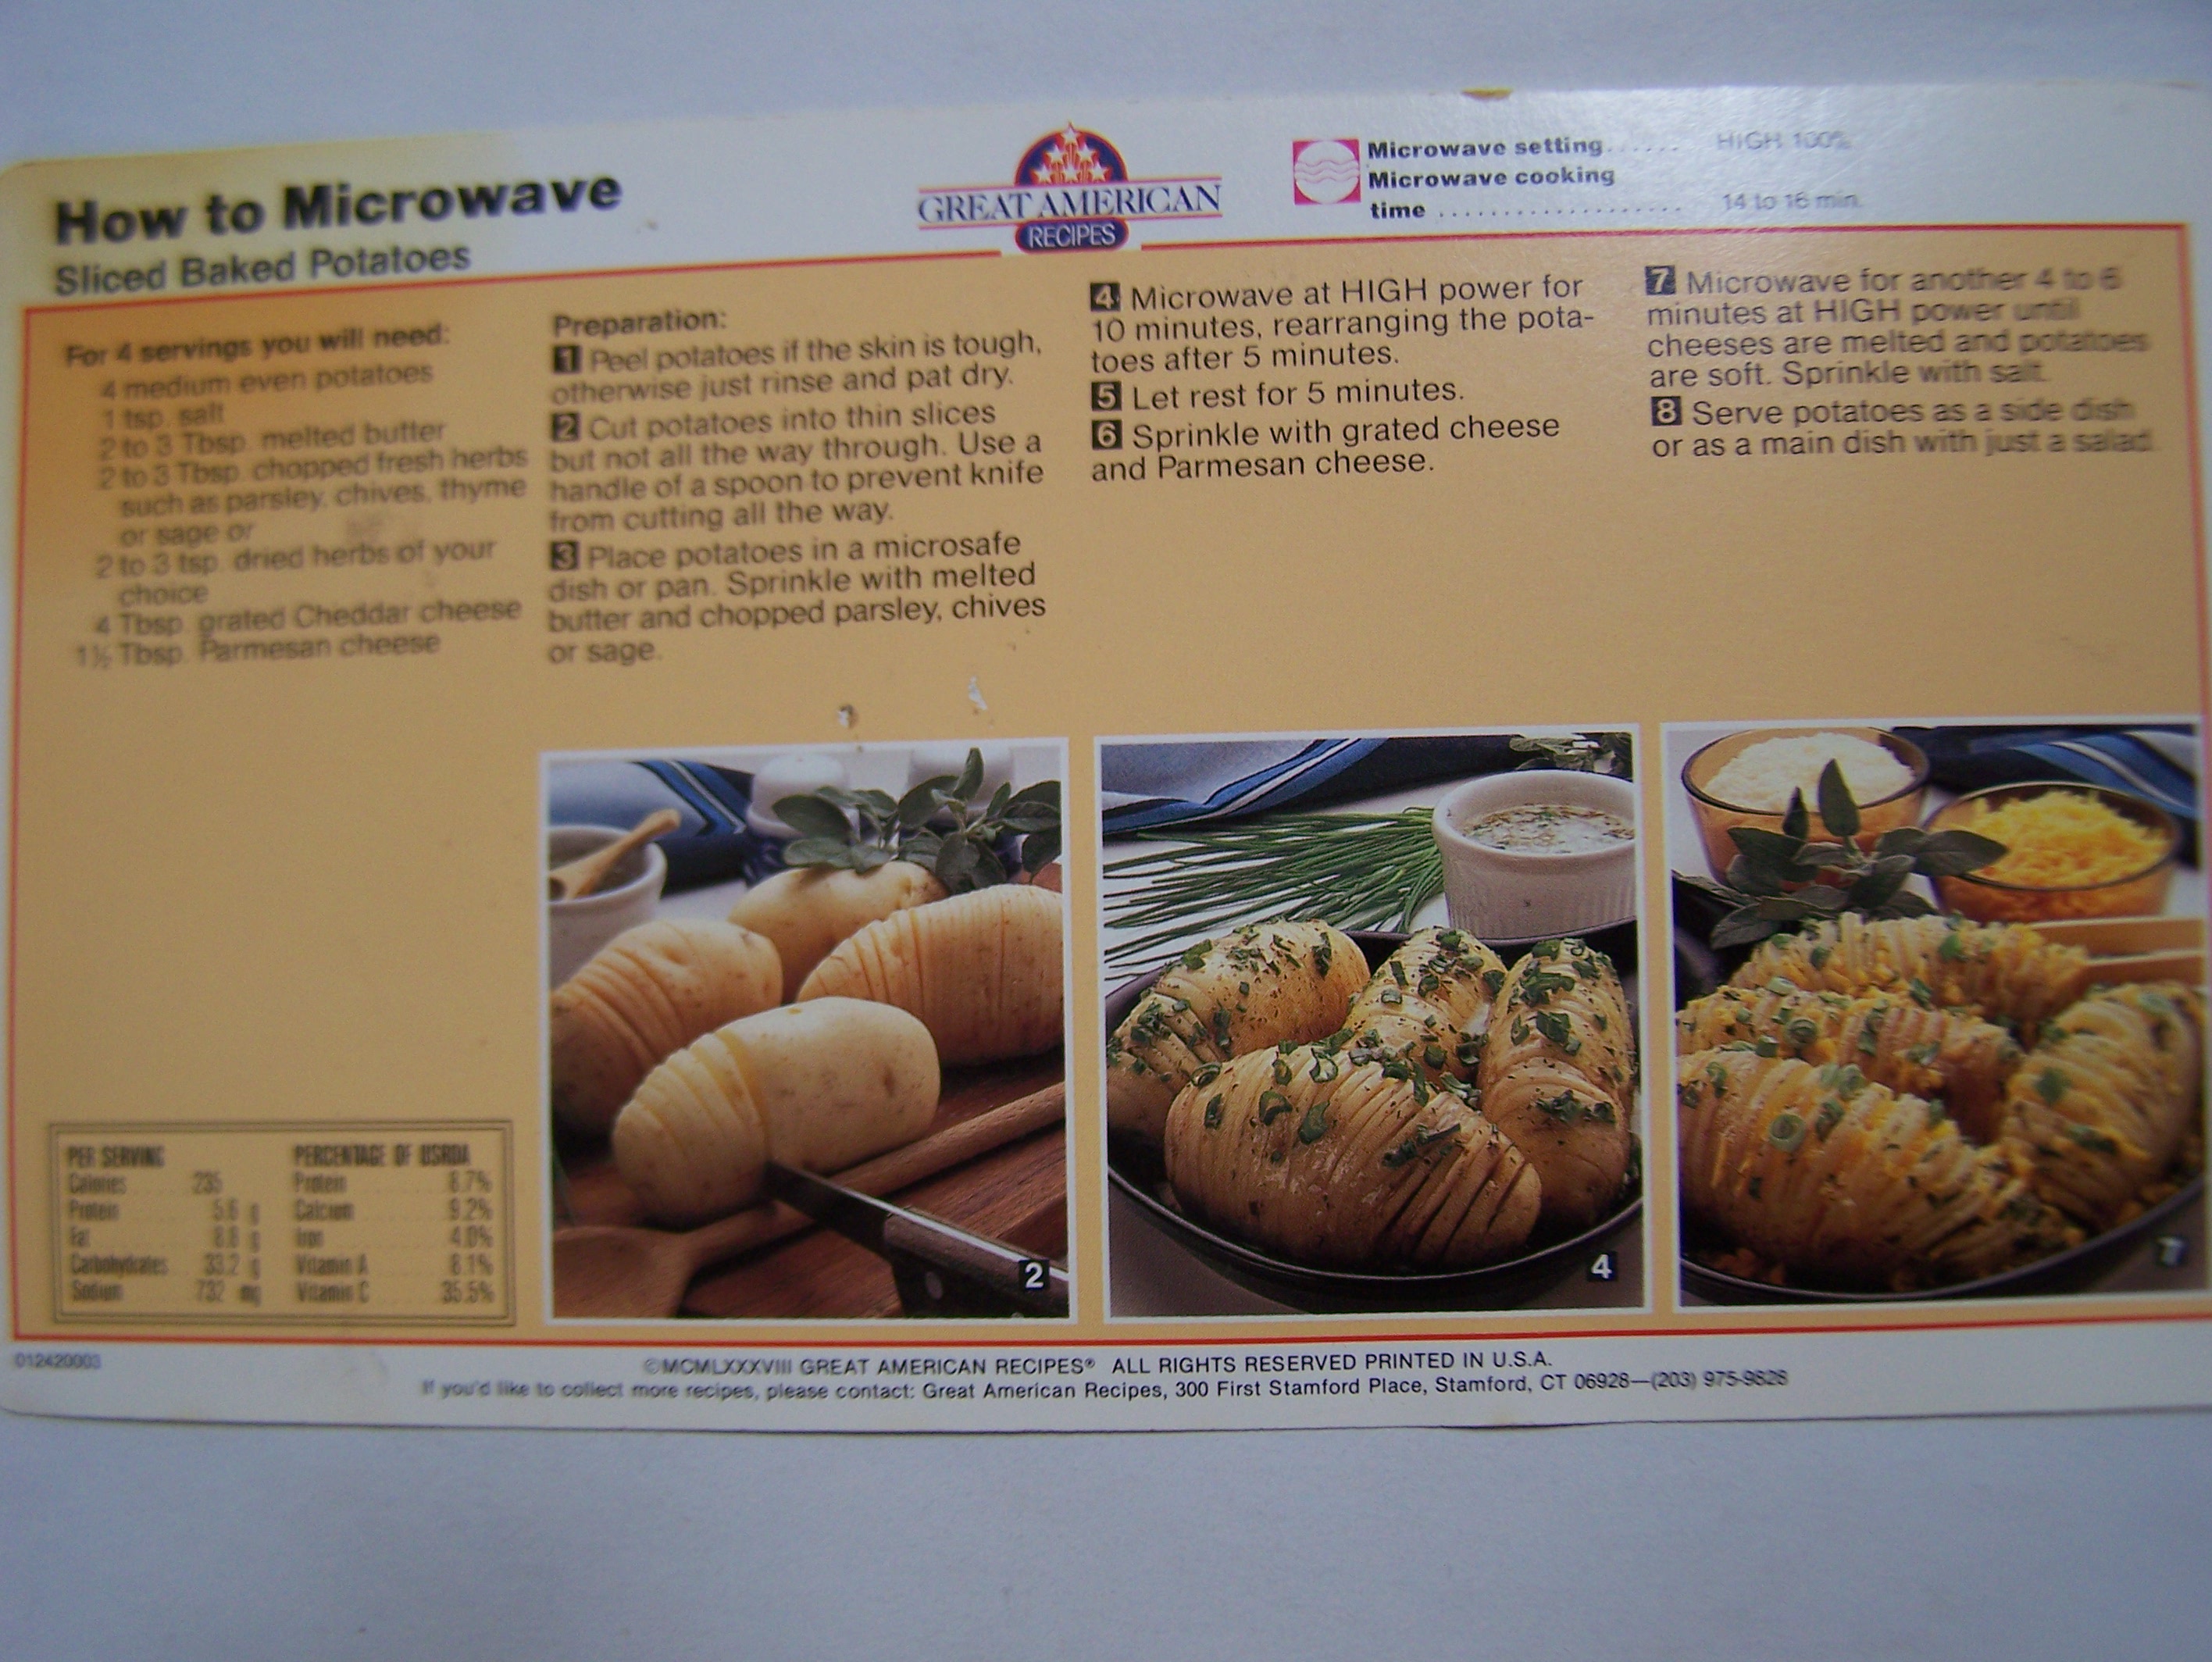 How to Microwave
Sliced Baked Potatoes
GREAT AMERICAN
RECIPES
Microwave setting...... HIGH 100%
Microwave cooking
time ................... 14 to 16 min.
For 4 servings you will need:
4 medium even potatoes
1 tsp. salt
2 to 3 Tbsp. melted butter
2 to 3 Tbsp. chopped fresh herbs
such as parsley, chives, thyme
or sage or
2 to 3 tsp. dried herbs of your
choice
4 Tbsp. grated Cheddar cheese
1½ Tbsp. Parmesan cheese
Preparation:
1 Peel potatoes if the skin is tough,
otherwise just rinse and pat dry.
2 Cut potatoes into thin slices
but not all the way through. Use a
handle of a spoon to prevent knife
from cutting all the way.
3 Place potatoes in a microsafe
dish or pan. Sprinkle with melted
butter and chopped parsley, chives
or sage.
4 Microwave at HIGH power for
10 minutes, rearranging the pota-
toes after 5 minutes.
5 Let rest for 5 minutes.
6 Sprinkle with grated cheese
and Parmesan cheese.
7 Microwave for another 4 to 6
minutes at HIGH power until
cheeses are melted and potatoes
are soft. Sprinkle with salt.
8 Serve potatoes as a side dish
or as a main dish with just a salad.
PER SERVING PERCENTAGE OF USRDA
Calories 235 Protein 8.7%
Protein 5.6 g Calcium 9.2%
Fat 8.8 g Iron 4.0%
Carbohydrates 33.2 g Vitamin A 8.1%
Sodium 732 mg Vitamin C 35.5%
2
4
7
012420003
©MCMLXXXVIII GREAT AMERICAN RECIPES® ALL RIGHTS RESERVED PRINTED IN U.S.A.
If you'd like to collect more recipes, please contact: Great American Recipes, 300 First Stamford Place, Stamford, CT 06928—(203) 975-9828